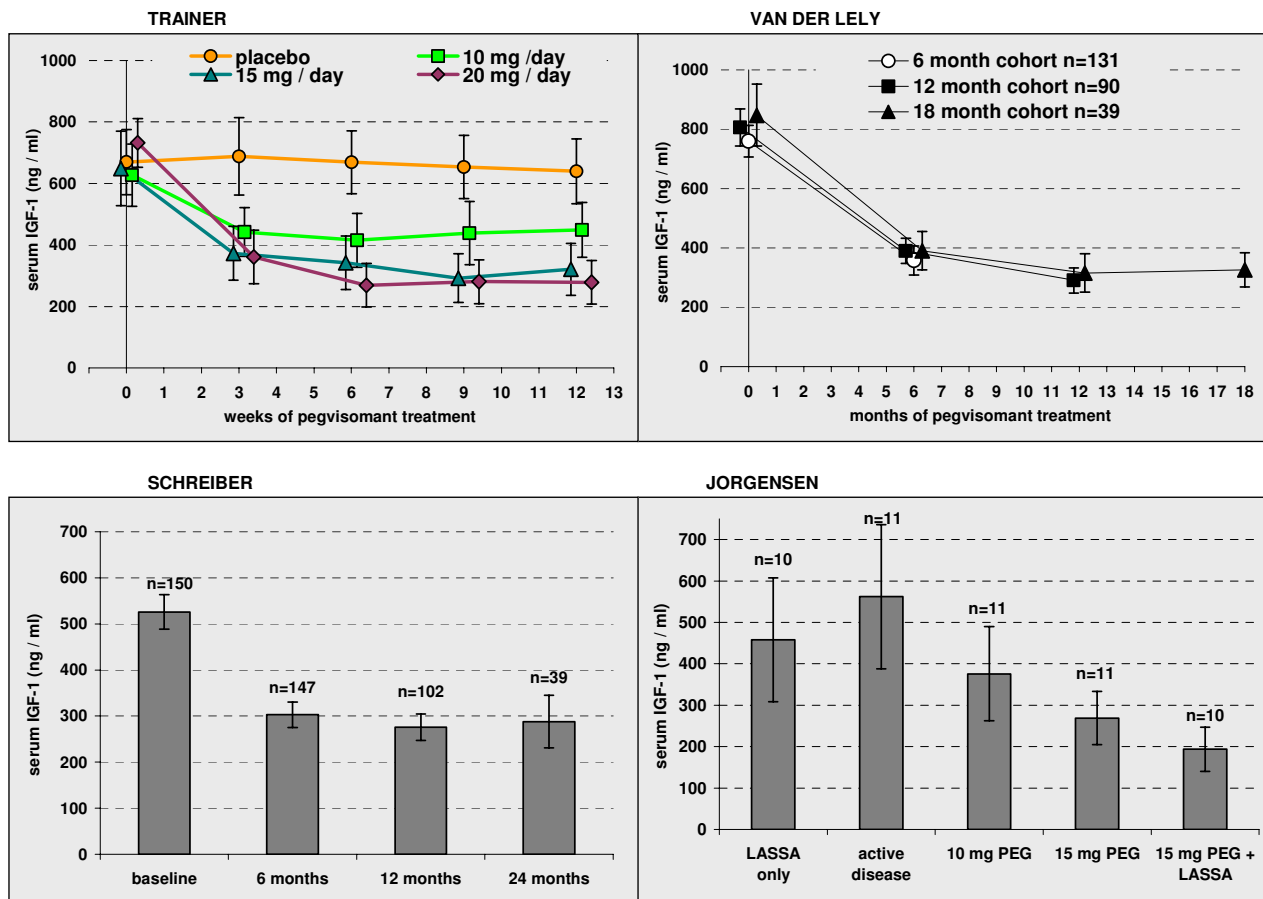 TRAINER
placebo
10 mg /day
15 mg / day
20 mg / day
serum IGF-1 (ng / ml)
1000
800
600
400
200
0
0 1 2 3 4 5 6 7 8 9 10 11 12 13
weeks of pegvisomant treatment
VAN DER LELY
6 month cohort n=131
12 month cohort n=90
18 month cohort n=39
serum IGF-1 (ng / ml)
1000
800
600
400
200
0
0 1 2 3 4 5 6 7 8 9 10 11 12 13 14 15 16 17 18
months of pegvisomant treatment
SCHREIBER
serum IGF-1 (ng / ml)
700
600
500
400
300
200
100
0
n=150
n=147
n=102
n=39
baseline 6 months 12 months 24 months
JORGENSEN
serum IGF-1 (ng / ml)
700
600
500
400
300
200
100
0
n=10
n=11
n=11
n=11
n=10
LASSA only
active disease
10 mg PEG
15 mg PEG
15 mg PEG + LASSA